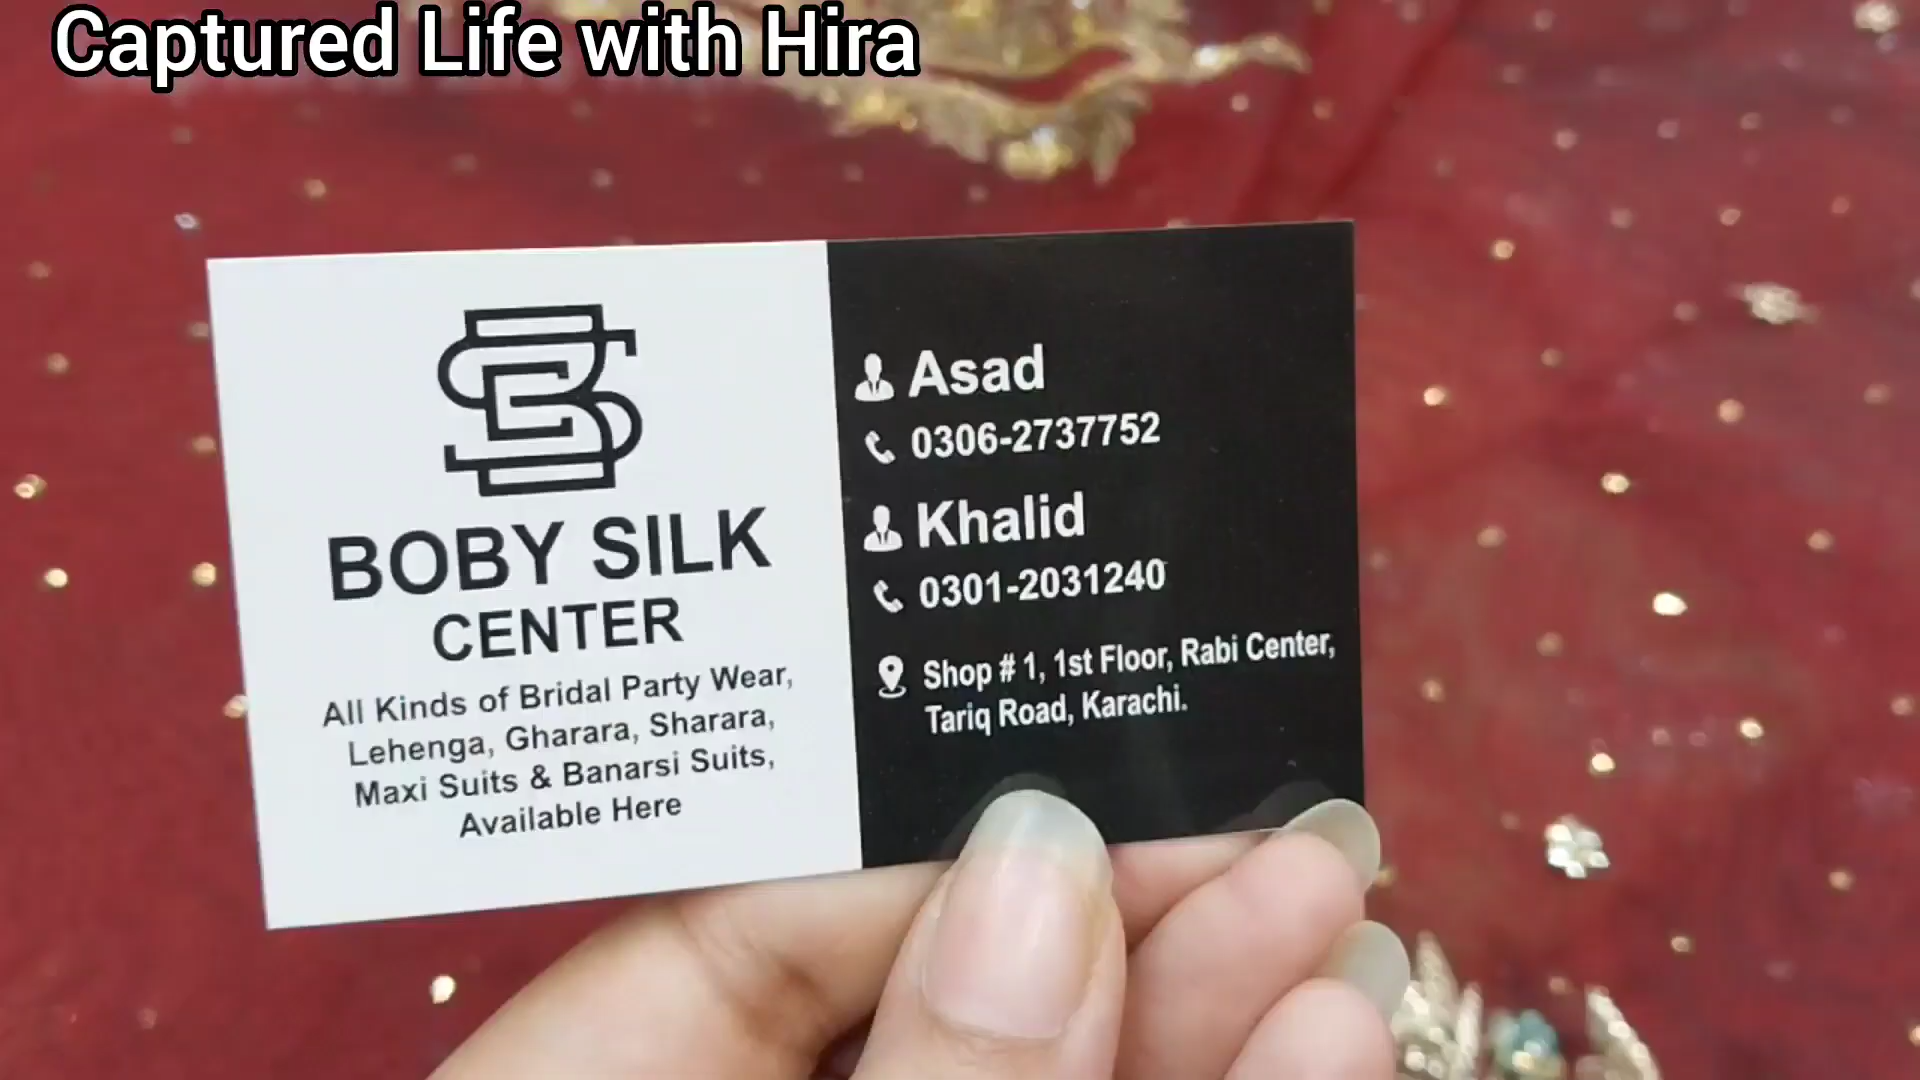 Captured Life with Hira
BOBY SILK
CENTER
All Kinds of Bridal Party Wear,
Lehenga, Gharara, Sharara,
Maxi Suits & Banarsi Suits,
Available Here
Asad
0306-2737752
Khalid
0301-2031240
Shop # 1, 1st Floor, Rabi Center,
Tariq Road, Karachi.